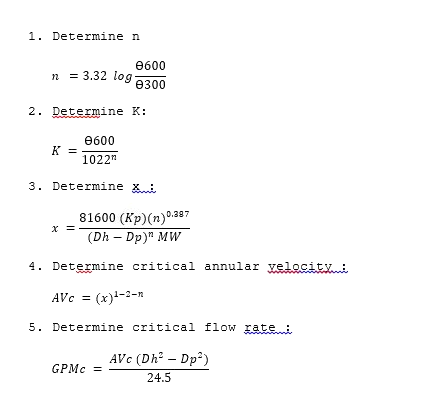 1. Determine n
n = 3.32 log θ600/θ300
2. Determine K:
K = θ600/1022ⁿ
3. Determine x :
x = 81600 (Kp)(n)⁰·³⁸⁷/(Dh − Dp)ⁿ MW
4. Determine critical annular velocity :
AVc = (x)¹⁻²⁻ⁿ
5. Determine critical flow rate :
GPMc = AVc (Dh² − Dp²)/24.5